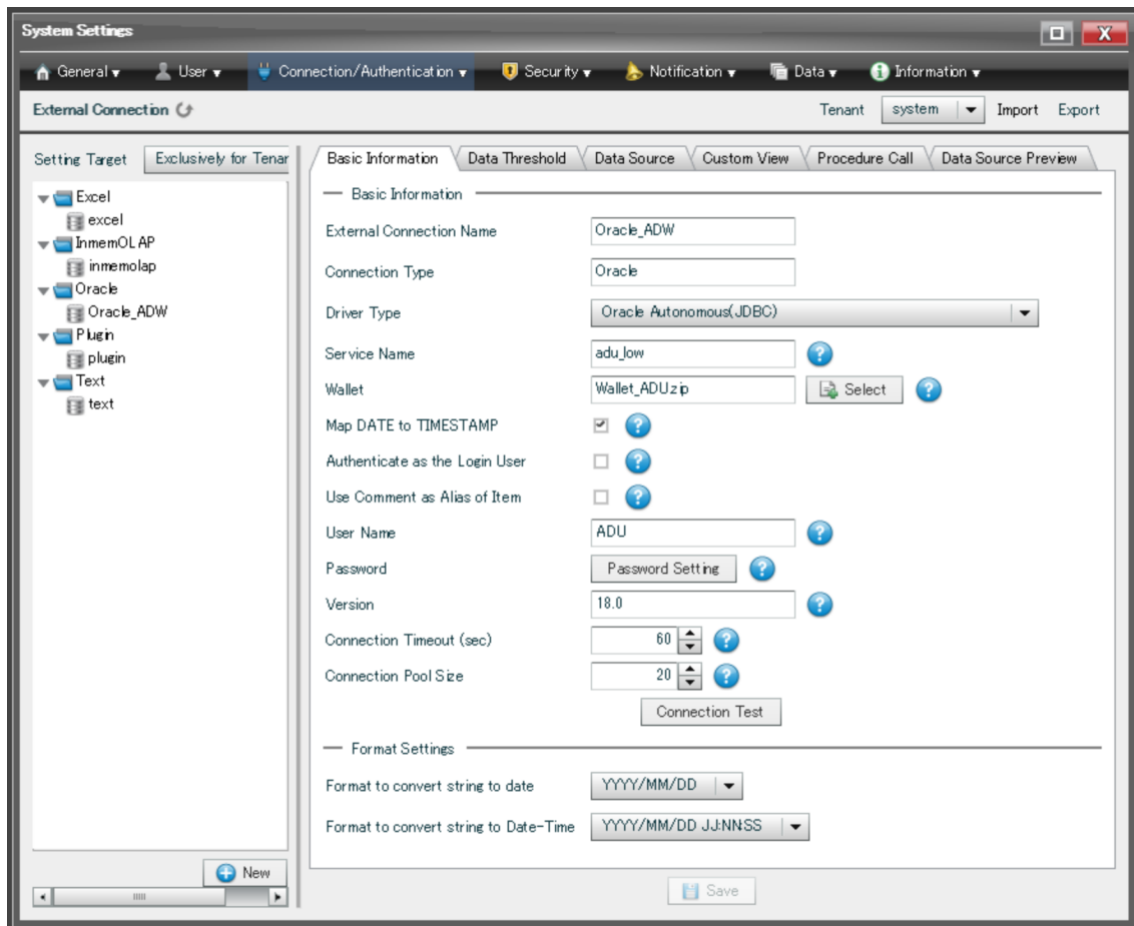 System Settings
General User Connection/Authentication Security Notification Data Information
External Connection Tenant system Import Export
Setting Target Exclusively for Tenar
Basic Information Data Threshold Data Source Custom View Procedure Call Data Source Preview
Excel
excel
InmemOLAP
inmemolap
Oracle
Oracle_ADW
Plugin
plugin
Text
text
New
Basic Information
External Connection Name Oracle_ADW
Connection Type Oracle
Driver Type Oracle Autonomous(JDBC)
Service Name adu_low
Wallet Wallet_ADU.zip Select
Map DATE to TIMESTAMP
Authenticate as the Login User
Use Comment as Alias of Item
User Name ADU
Password Password Setting
Version 18.0
Connection Timeout (sec) 60
Connection Pool Size 20
Connection Test
Format Settings
Format to convert string to date YYYY/MM/DD
Format to convert string to Date-Time YYYY/MM/DD JJ:NN:SS
Save